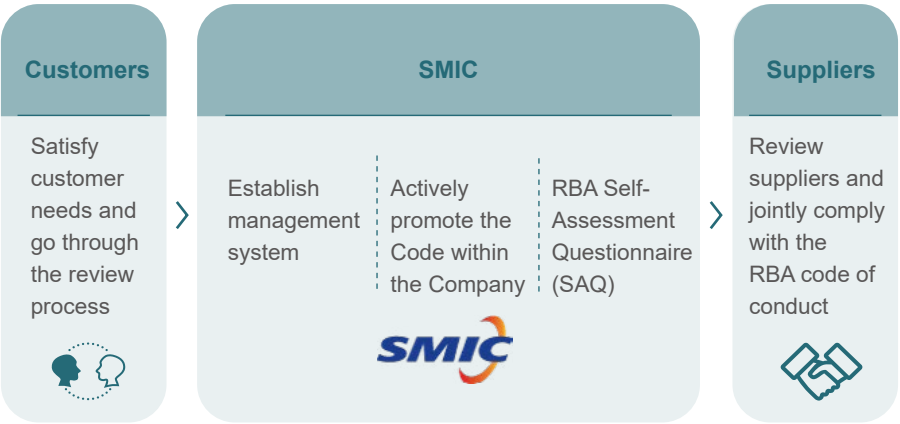 Customers
Satisfy
customer
needs and
go through
the review
process
SMIC
Establish
management
system
Actively
promote the
Code within
the Company
RBA Self-
Assessment
Questionnaire
(SAQ)
SMIC
Suppliers
Review
suppliers and
jointly comply
with the
RBA code of
conduct